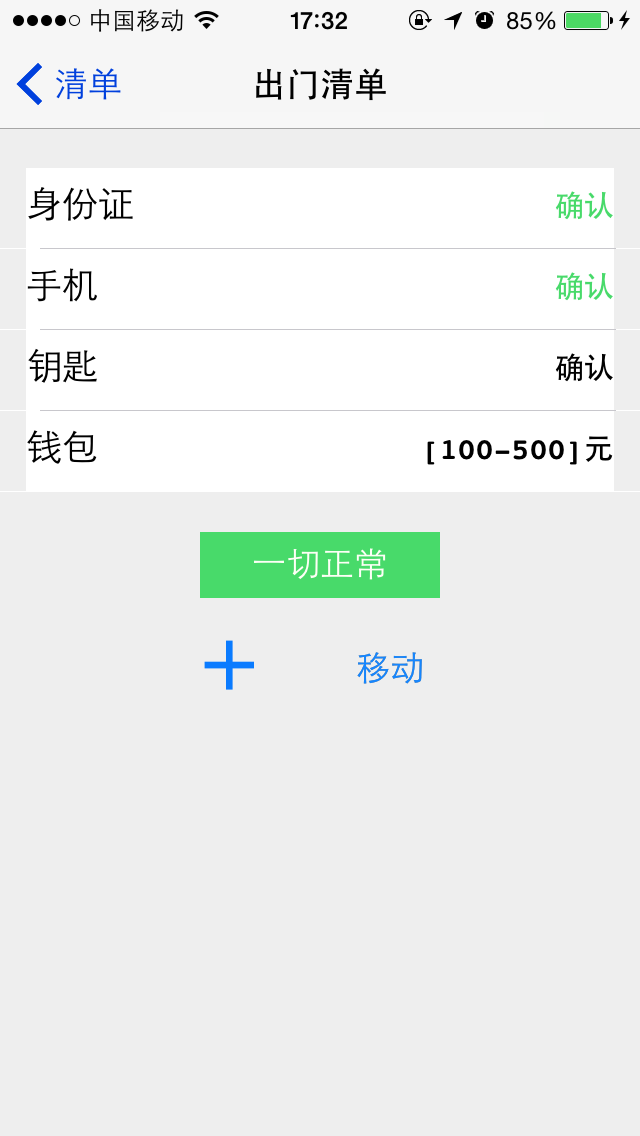 中国移动 17:32 85%
清单 出门清单
身份证 确认
手机 确认
钥匙 确认
钱包 [100-500]元
一切正常
移动